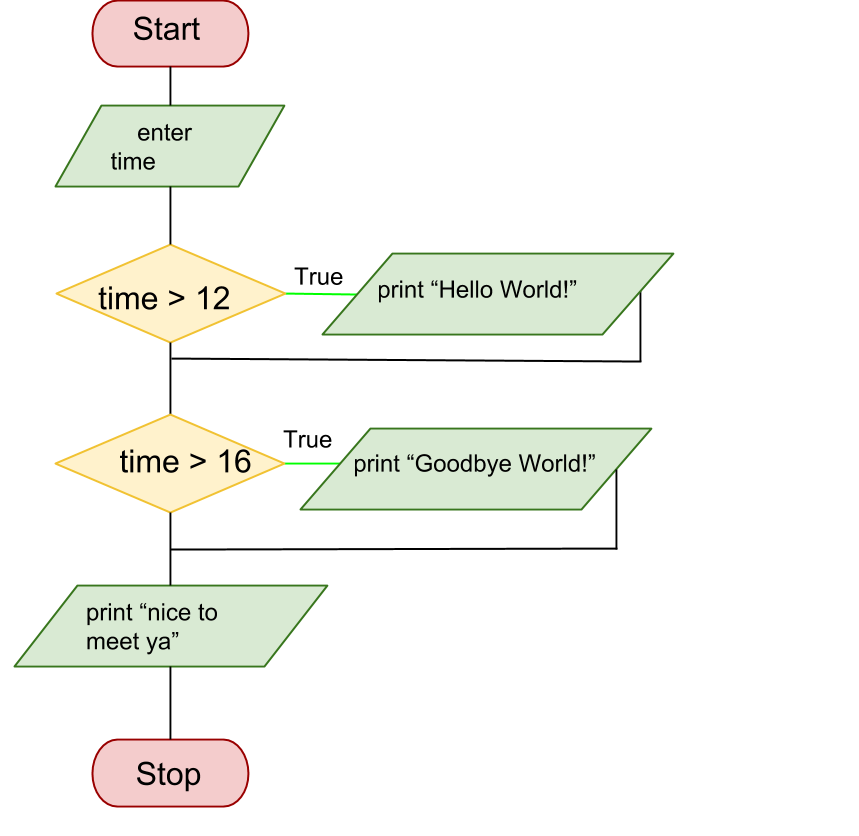 Start
enter
time
time > 12
True
print “Hello World!”
time > 16
True
print “Goodbye World!”
print “nice to
meet ya”
Stop